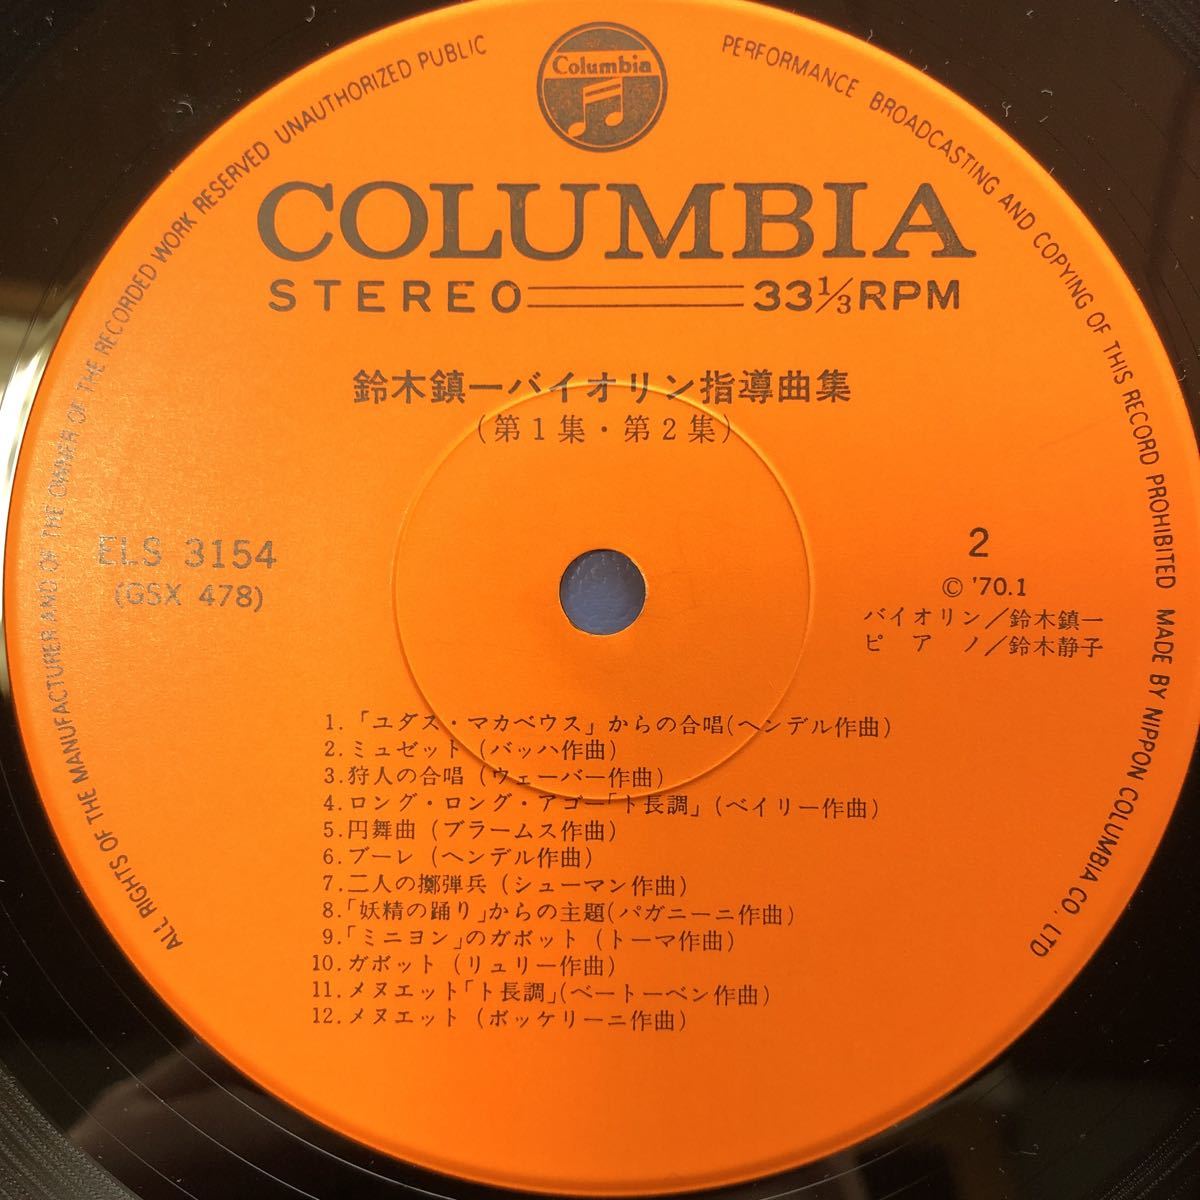 Columbia
COLUMBIA
STEREO 33⅓ RPM
鈴木鎮一バイオリン指導曲集
(第1集・第2集)
ELS 3154
(GSX 478)
2
© '70.1
バイオリン/鈴木鎮一
ピアノ/鈴木静子
1.「ユダス・マカベウス」からの合唱(ヘンデル作曲)
2.ミュゼット(バッハ作曲)
3.狩人の合唱(ウェーバー作曲)
4.ロング・ロング・アゴー「ト長調」(ベイリー作曲)
5.円舞曲(ブラームス作曲)
6.ブーレ(ヘンデル作曲)
7.二人の擲弾兵(シューマン作曲)
8.「妖精の踊り」からの主題(パガニーニ作曲)
9.「ミニヨン」のガボット(トーマ作曲)
10.ガボット(リュリー作曲)
11.メヌエット「ト長調」(ベートーベン作曲)
12.メヌエット(ボッケリーニ作曲)
ALL RIGHTS OF THE MANUFACTURER AND OF THE OWNER OF THE RECORDED WORK RESERVED UNAUTHORIZED PUBLIC PERFORMANCE BROADCASTING AND COPYING OF THIS RECORD PROHIBITED MADE BY NIPPON COLUMBIA CO., LTD